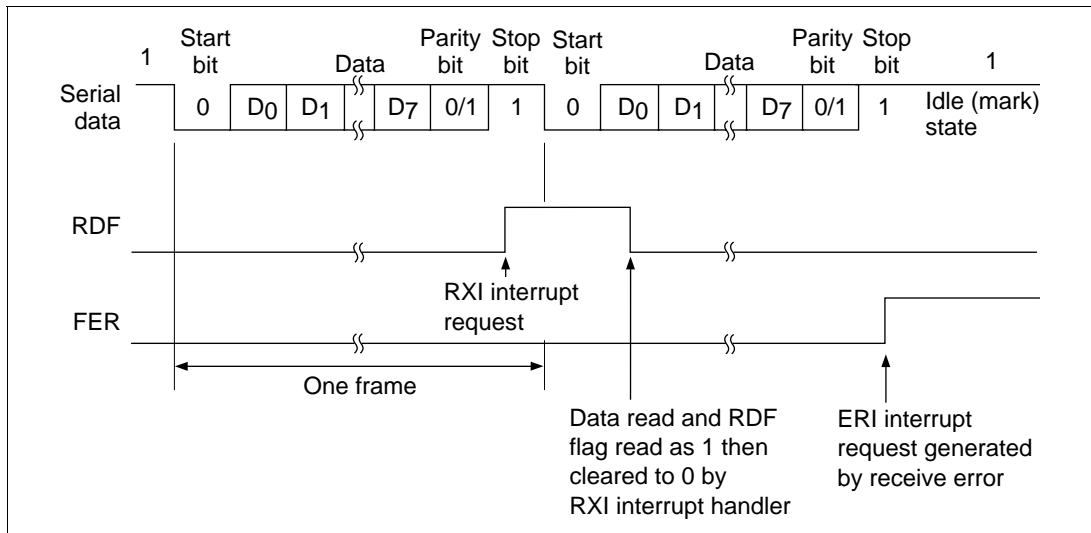 1 Start bit Data Parity bit Stop bit Start bit Data Parity bit Stop bit 1
Serial data 0 D0 D1 D7 0/1 1 0 D0 D1 D7 0/1 1 Idle (mark) state
RDF
RXI interrupt
request
FER
One frame
Data read and RDF
flag read as 1 then
cleared to 0 by
RXI interrupt handler
ERI interrupt
request generated
by receive error